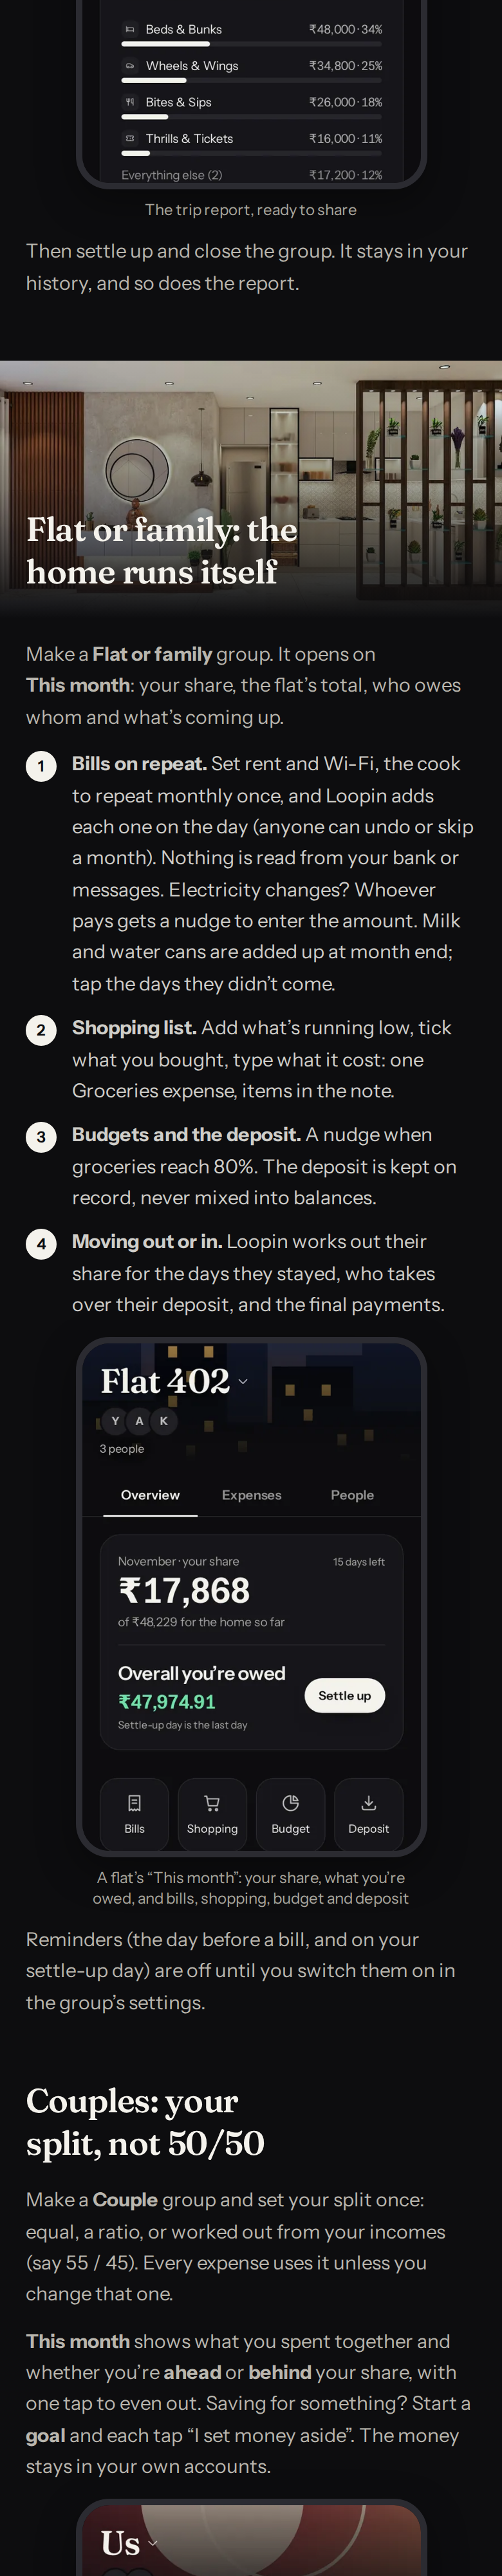 Beds & Bunks ₹48,000 · 34%
Wheels & Wings ₹34,800 · 25%
Bites & Sips ₹26,000 · 18%
Thrills & Tickets ₹16,000 · 11%
Everything else (2) ₹17,200 · 12%
The trip report, ready to share
Then settle up and close the group. It stays in your
history, and so does the report.
Flat or family: the
home runs itself
Make a Flat or family group. It opens on
This month: your share, the flat’s total, who owes
whom and what’s coming up.
1 Bills on repeat. Set rent and Wi-Fi, the cook
to repeat monthly once, and Loopin adds
each one on the day (anyone can undo or skip
a month). Nothing is read from your bank or
messages. Electricity changes? Whoever
pays gets a nudge to enter the amount. Milk
and water cans are added up at month end;
tap the days they didn’t come.
2 Shopping list. Add what’s running low, tick
what you bought, type what it cost: one
Groceries expense, items in the note.
3 Budgets and the deposit. A nudge when
groceries reach 80%. The deposit is kept on
record, never mixed into balances.
4 Moving out or in. Loopin works out their
share for the days they stayed, who takes
over their deposit, and the final payments.
Flat 402
Y A K
3 people
Overview Expenses People
November · your share 15 days left
₹17,868
of ₹48,229 for the home so far
Overall you’re owed
₹47,974.91
Settle up
Settle-up day is the last day
Bills Shopping Budget Deposit
A flat’s “This month”: your share, what you’re
owed, and bills, shopping, budget and deposit
Reminders (the day before a bill, and on your
settle-up day) are off until you switch them on in
the group’s settings.
Couples: your
split, not 50/50
Make a Couple group and set your split once:
equal, a ratio, or worked out from your incomes
(say 55 / 45). Every expense uses it unless you
change that one.
This month shows what you spent together and
whether you’re ahead or behind your share, with
one tap to even out. Saving for something? Start a
goal and each tap “I set money aside”. The money
stays in your own accounts.
Us